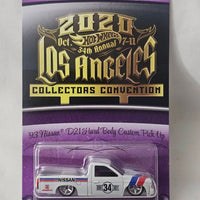 2020
Oct. HOT WHEELS 7-11
34th Annual
LOS ANGELES
COLLECTORS CONVENTION
'93 Nissan® D21 Hard Body Custom Pick Up
NISSAN
34